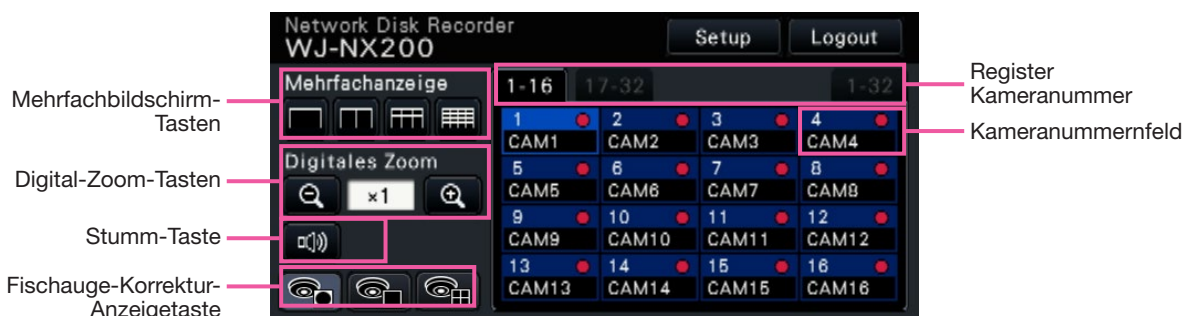 Network Disk Recorder
WJ-NX200
Setup
Logout
Mehrfachanzeige
1-16
17-32
1-32
Mehrfachbildschirm-
Tasten
Register
Kameranummer
1
2
3
4
CAM1
CAM2
CAM3
CAM4
Kameranummernfeld
Digitales Zoom
5
6
7
8
CAM5
CAM6
CAM7
CAM8
Digital-Zoom-Tasten
×1
9
10
11
12
CAM9
CAM10
CAM11
CAM12
Stumm-Taste
13
14
15
16
CAM13
CAM14
CAM15
CAM16
Fischauge-Korrektur-
Anzeigetaste